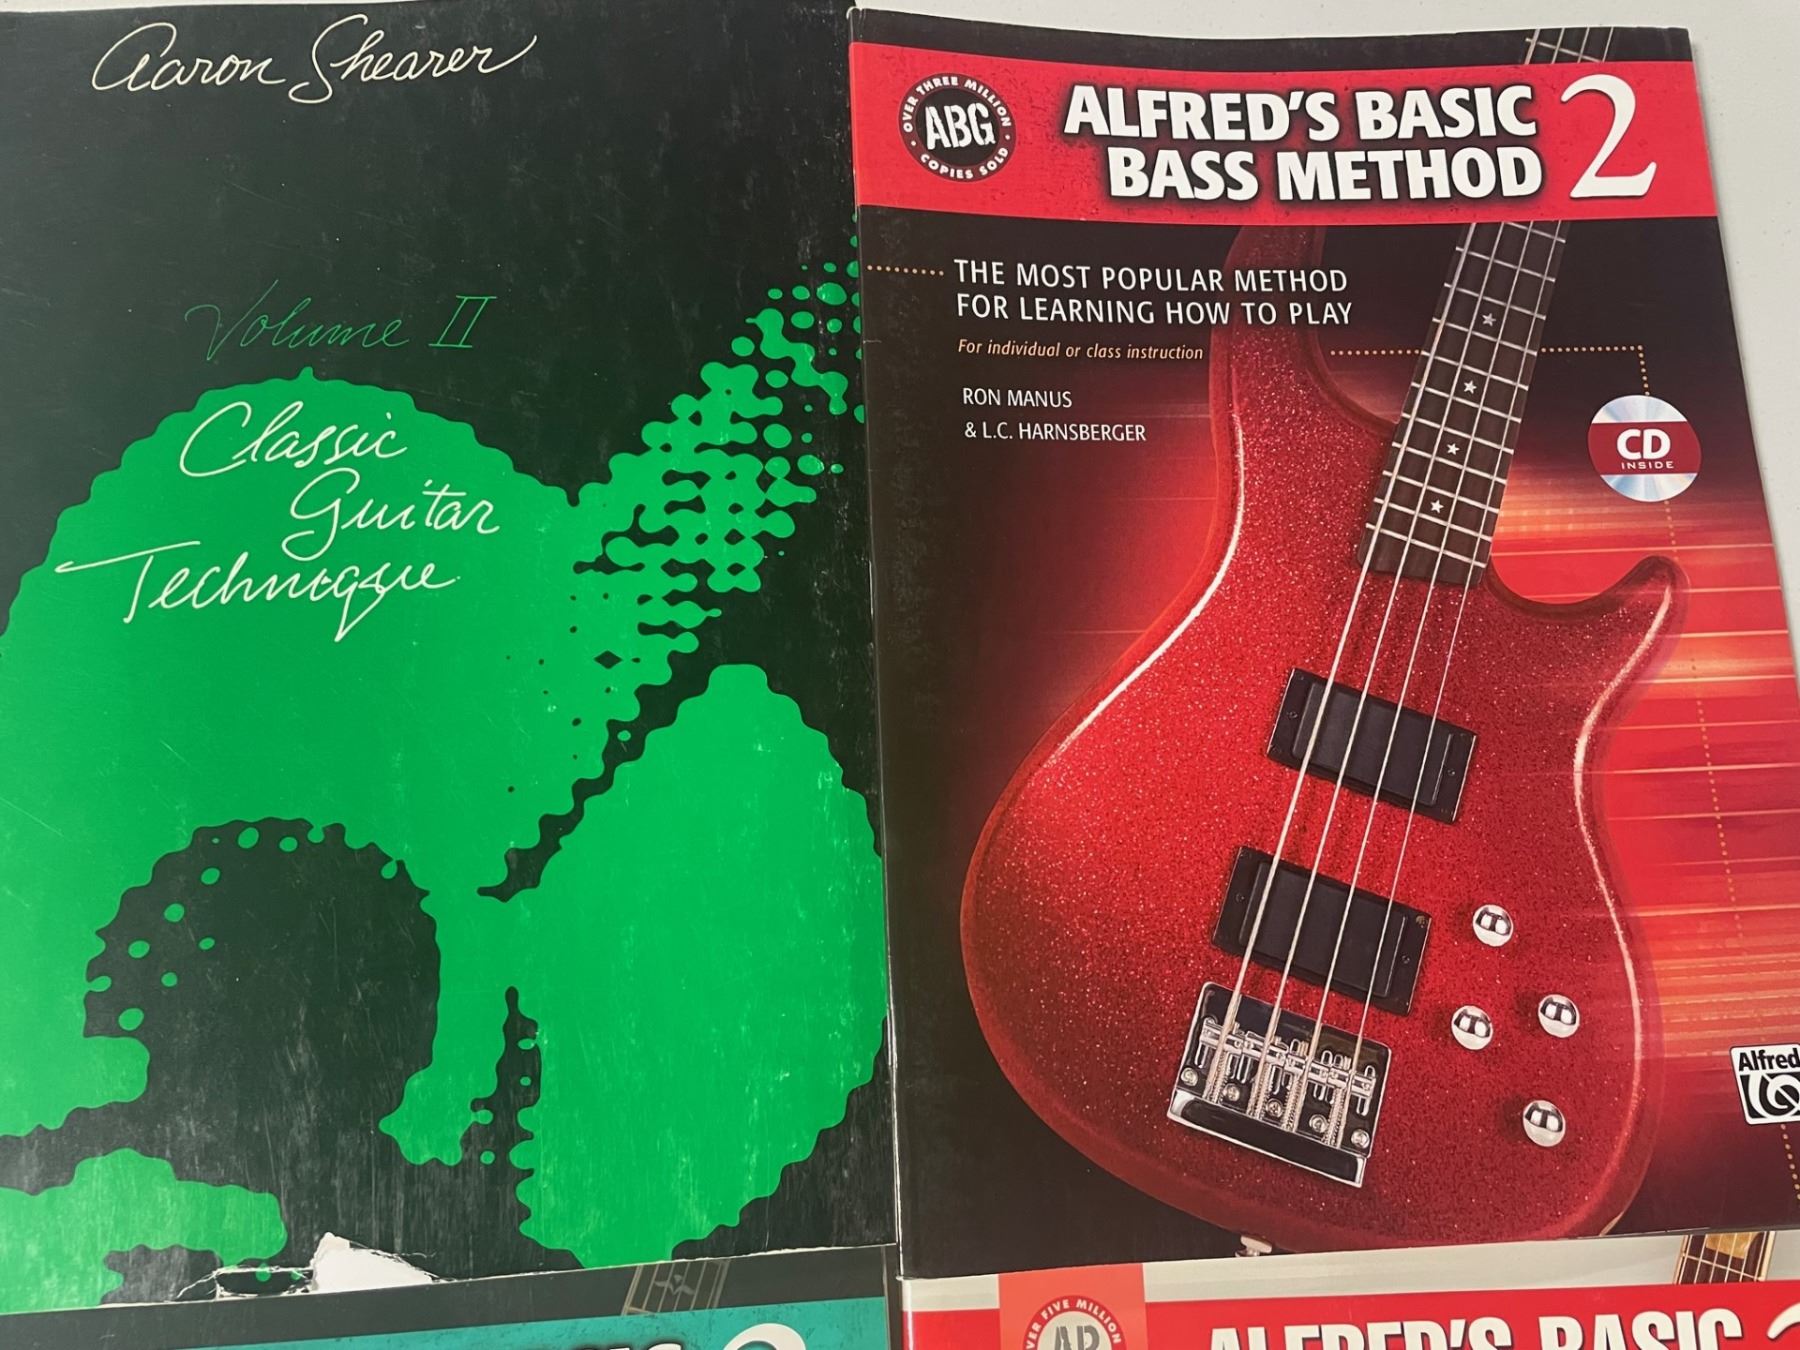 Aaron Shearer
Volume II
Classic
Guitar
Technique
OVER THREE MILLION
ABG
COPIES SOLD
ALFRED'S BASIC
BASS METHOD 2
THE MOST POPULAR METHOD
FOR LEARNING HOW TO PLAY
For individual or class instruction
RON MANUS
& L.C. HARNSBERGER
CD
INSIDE
Alfred
FIVE MILLION
ALFRED'S BASIC